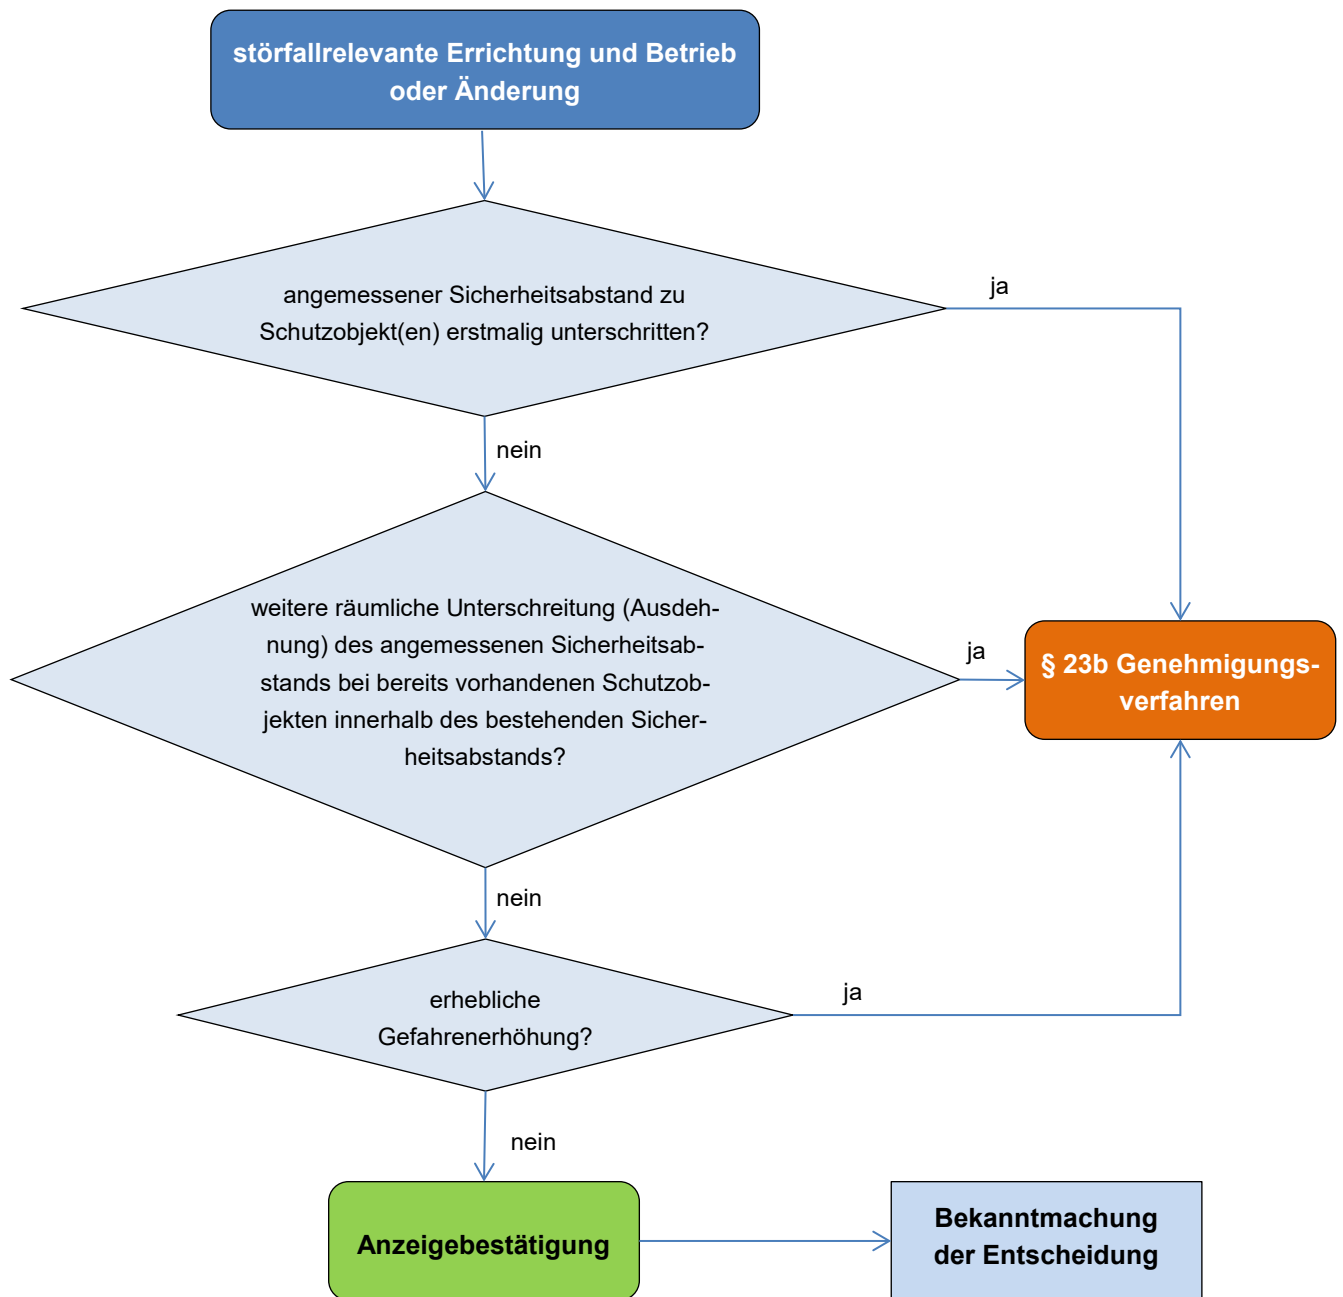 störfallrelevante Errichtung und Betrieb
oder Änderung
angemessener Sicherheitsabstand zu
Schutzobjekt(en) erstmalig unterschritten?
ja
nein
weitere räumliche Unterschreitung (Ausdeh-
nung) des angemessenen Sicherheitsab-
stands bei bereits vorhandenen Schutzob-
jekten innerhalb des bestehenden Sicher-
heitsabstands?
ja
§ 23b Genehmigungs-
verfahren
nein
erhebliche
Gefahrenerhöhung?
ja
nein
Anzeigebestätigung
Bekanntmachung
der Entscheidung